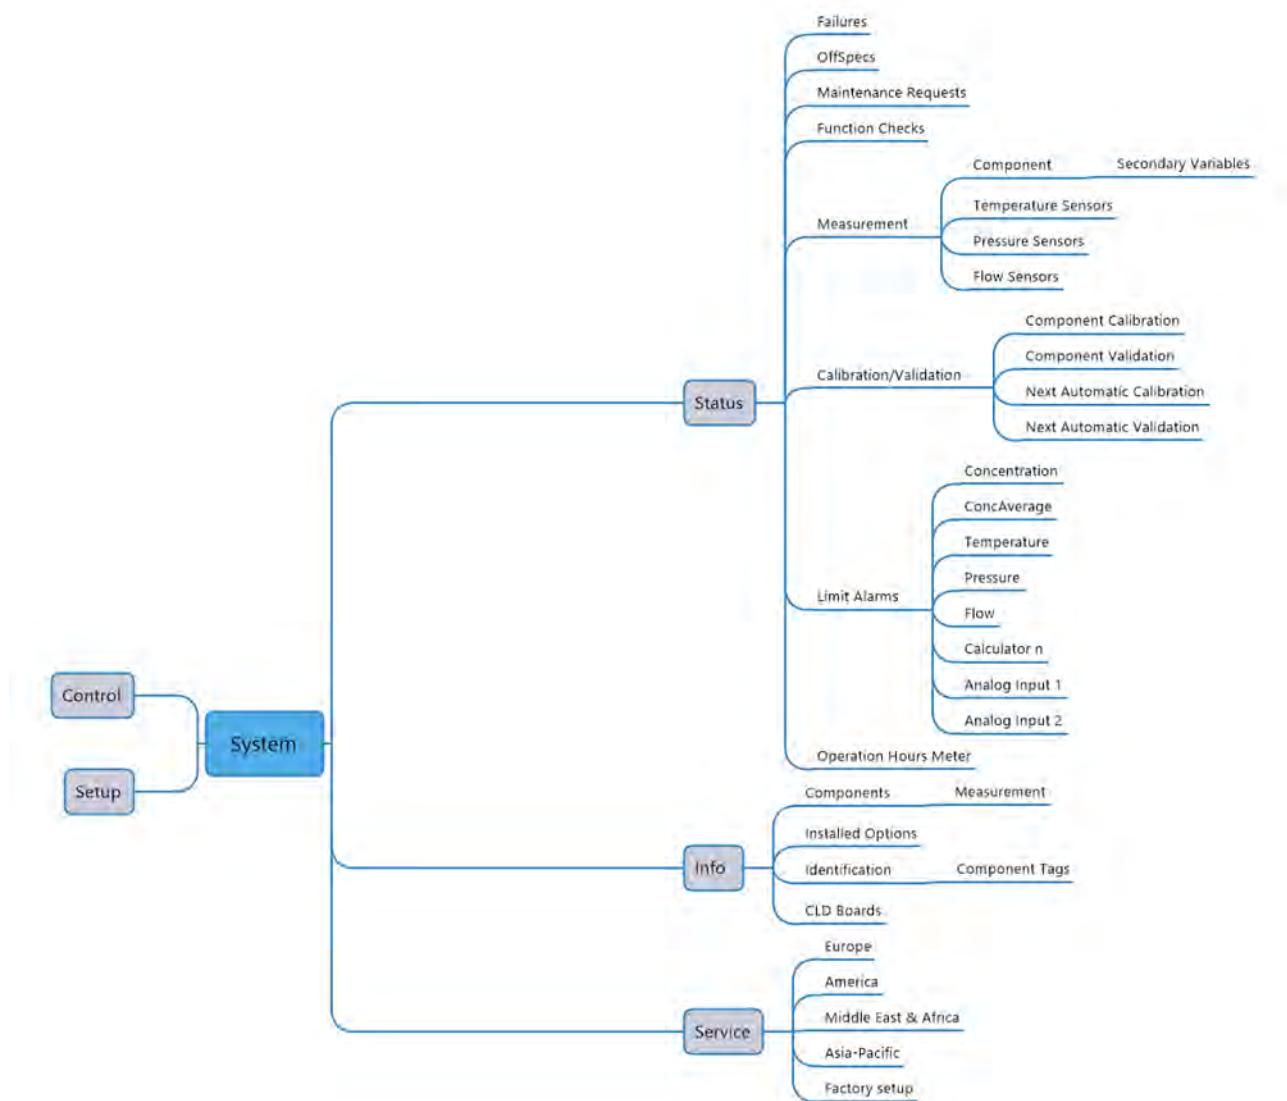 Failures
OffSpecs
Maintenance Requests
Function Checks
Component
Secondary Variables
Temperature Sensors
Measurement
Pressure Sensors
Flow Sensors
Component Calibration
Component Validation
Calibration/Validation
Next Automatic Calibration
Status
Next Automatic Validation
Concentration
ConcAverage
Temperature
Pressure
Limit Alarms
Flow
Calculator n
Control
Analog Input 1
Analog Input 2
System
Operation Hours Meter
Setup
Components
Measurement
Installed Options
Info
Identification
Component Tags
CLD Boards
Europe
America
Middle East & Africa
Service
Asia-Pacific
Factory setup